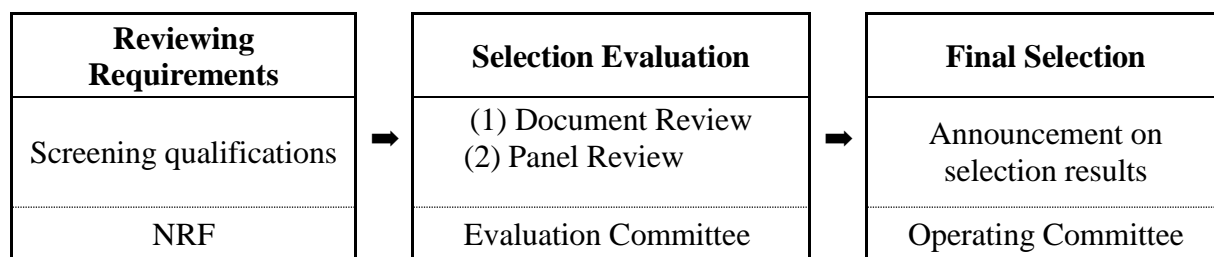 Reviewing
Requirements
Screening qualifications
NRF
➡
Selection Evaluation
(1) Document Review
(2) Panel Review
Evaluation Committee
➡
Final Selection
Announcement on
selection results
Operating Committee